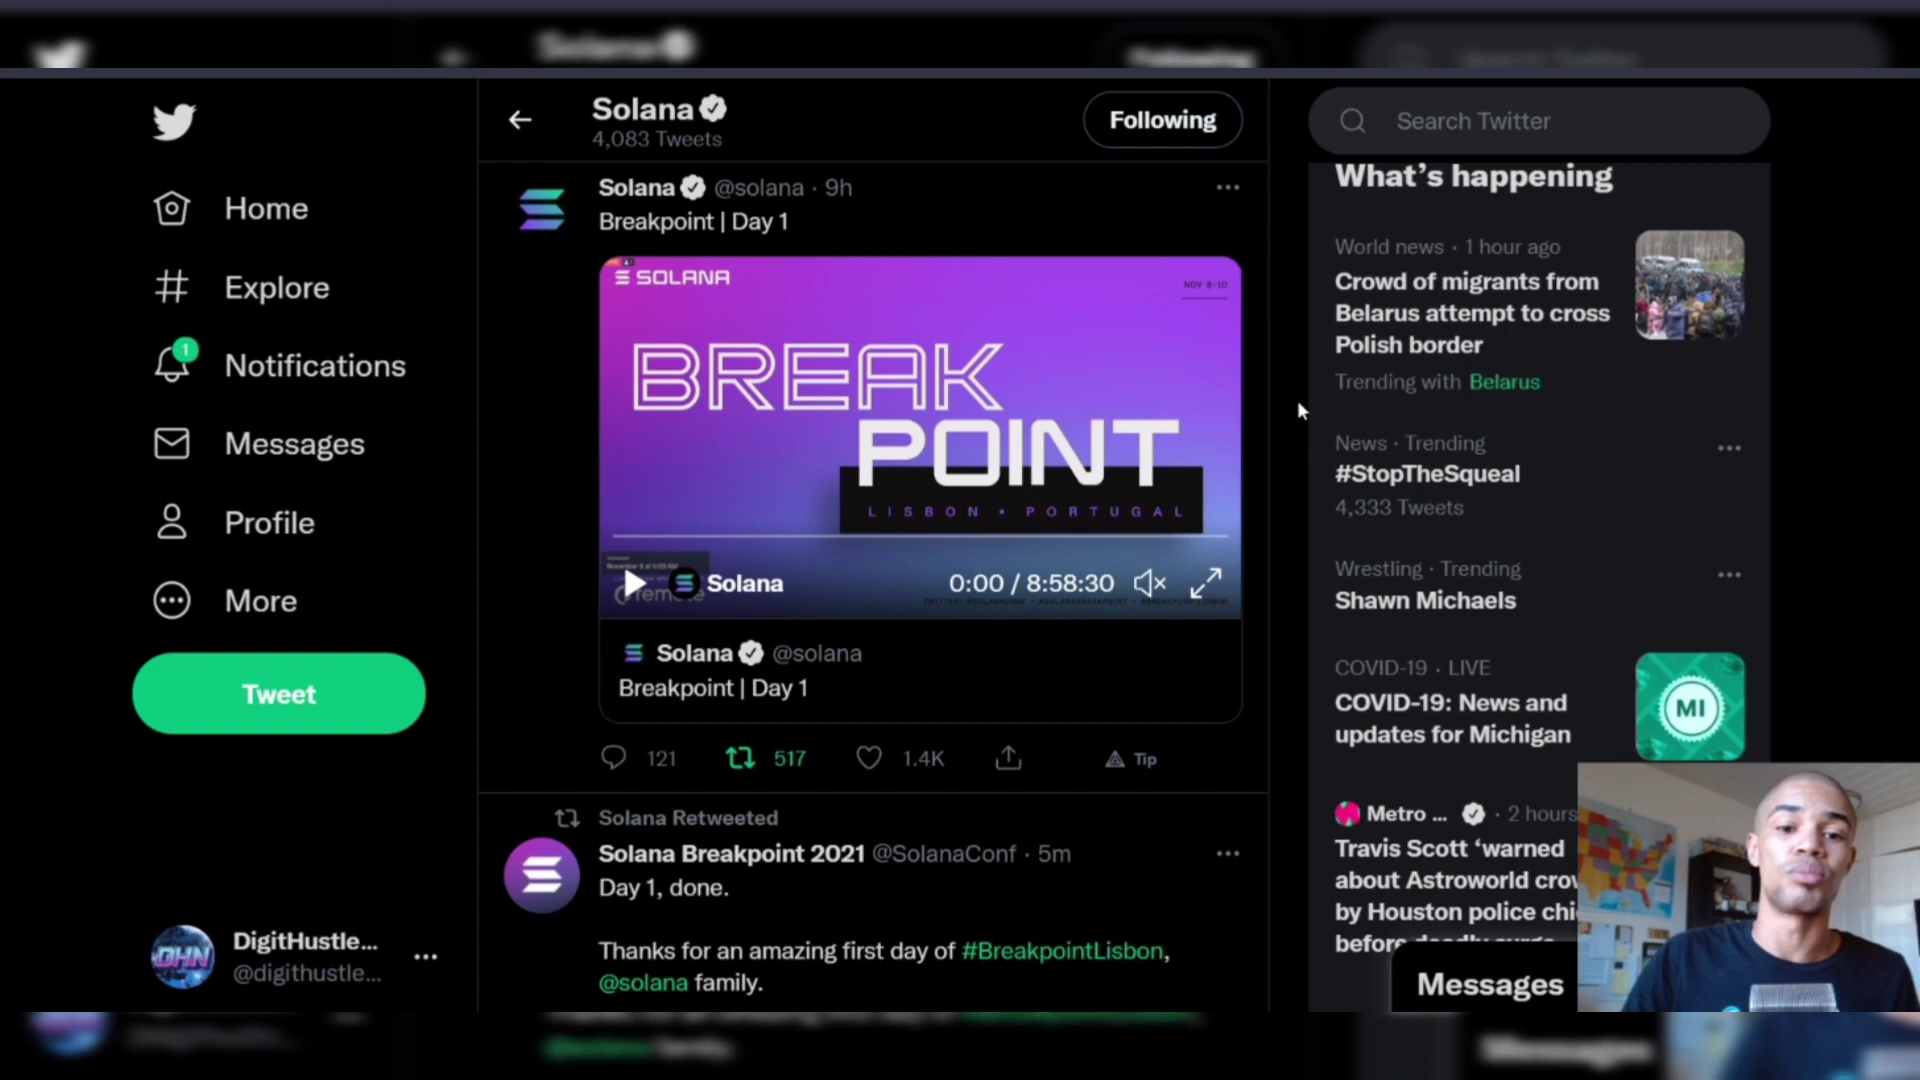 Solana
4,083 Tweets
Following
Search Twitter
Home
Explore
1
Notifications
Messages
Profile
More
Tweet
DigitHustle...
@digithustle...
Solana @solana · 9h
Breakpoint | Day 1
SOLANA
NOV 8-10
BREAK
POINT
LISBON • PORTUGAL
Solana
0:00 / 8:58:30
Solana @solana
Breakpoint | Day 1
121
517
1.4K
Tip
Solana Retweeted
Solana Breakpoint 2021 @SolanaConf · 5m
Day 1, done.
Thanks for an amazing first day of #BreakpointLisbon,
@solana family.
What's happening
World news · 1 hour ago
Crowd of migrants from
Belarus attempt to cross
Polish border
Trending with Belarus
News · Trending
#StopTheSqueal
4,333 Tweets
Wrestling · Trending
Shawn Michaels
COVID-19 · LIVE
COVID-19: News and
updates for Michigan
MI
Metro ... · 2 hours
Travis Scott ‘warned
about Astroworld
by Houston police
before
Messages
DHN